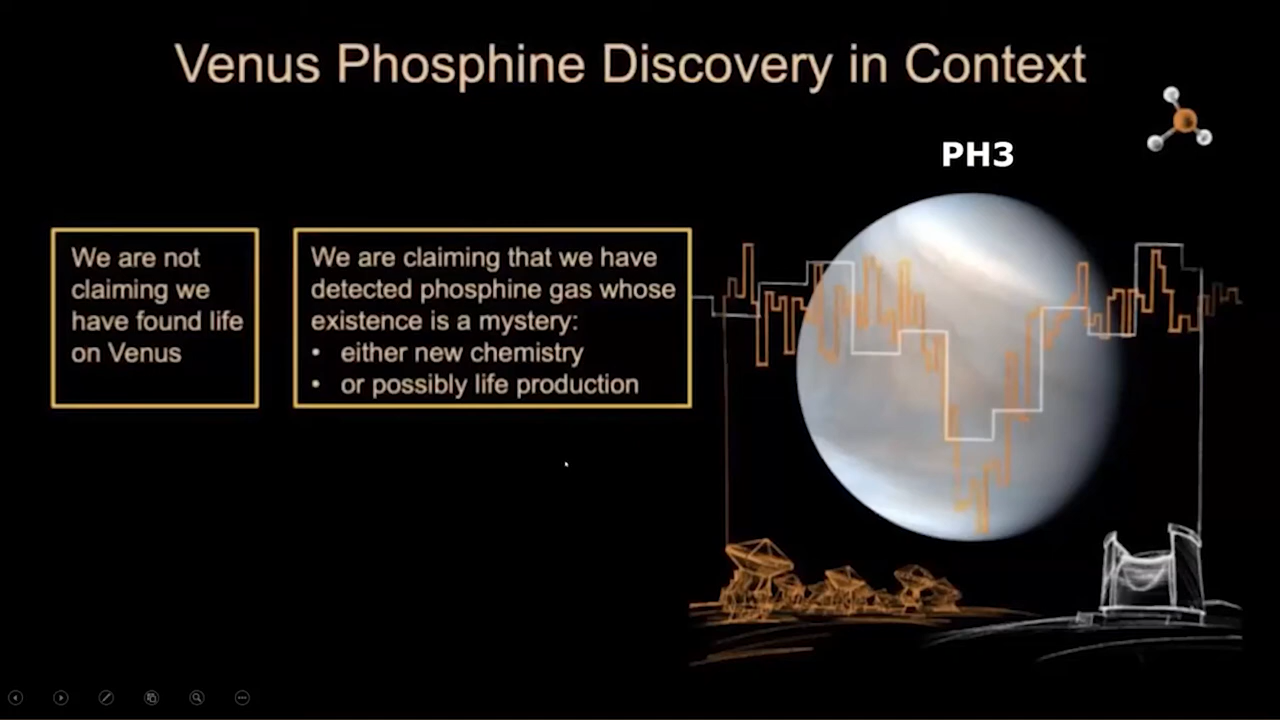 Venus Phosphine Discovery in Context
PH3
We are not
claiming we
have found life
on Venus
We are claiming that we have
detected phosphine gas whose
existence is a mystery:
• either new chemistry
• or possibly life production